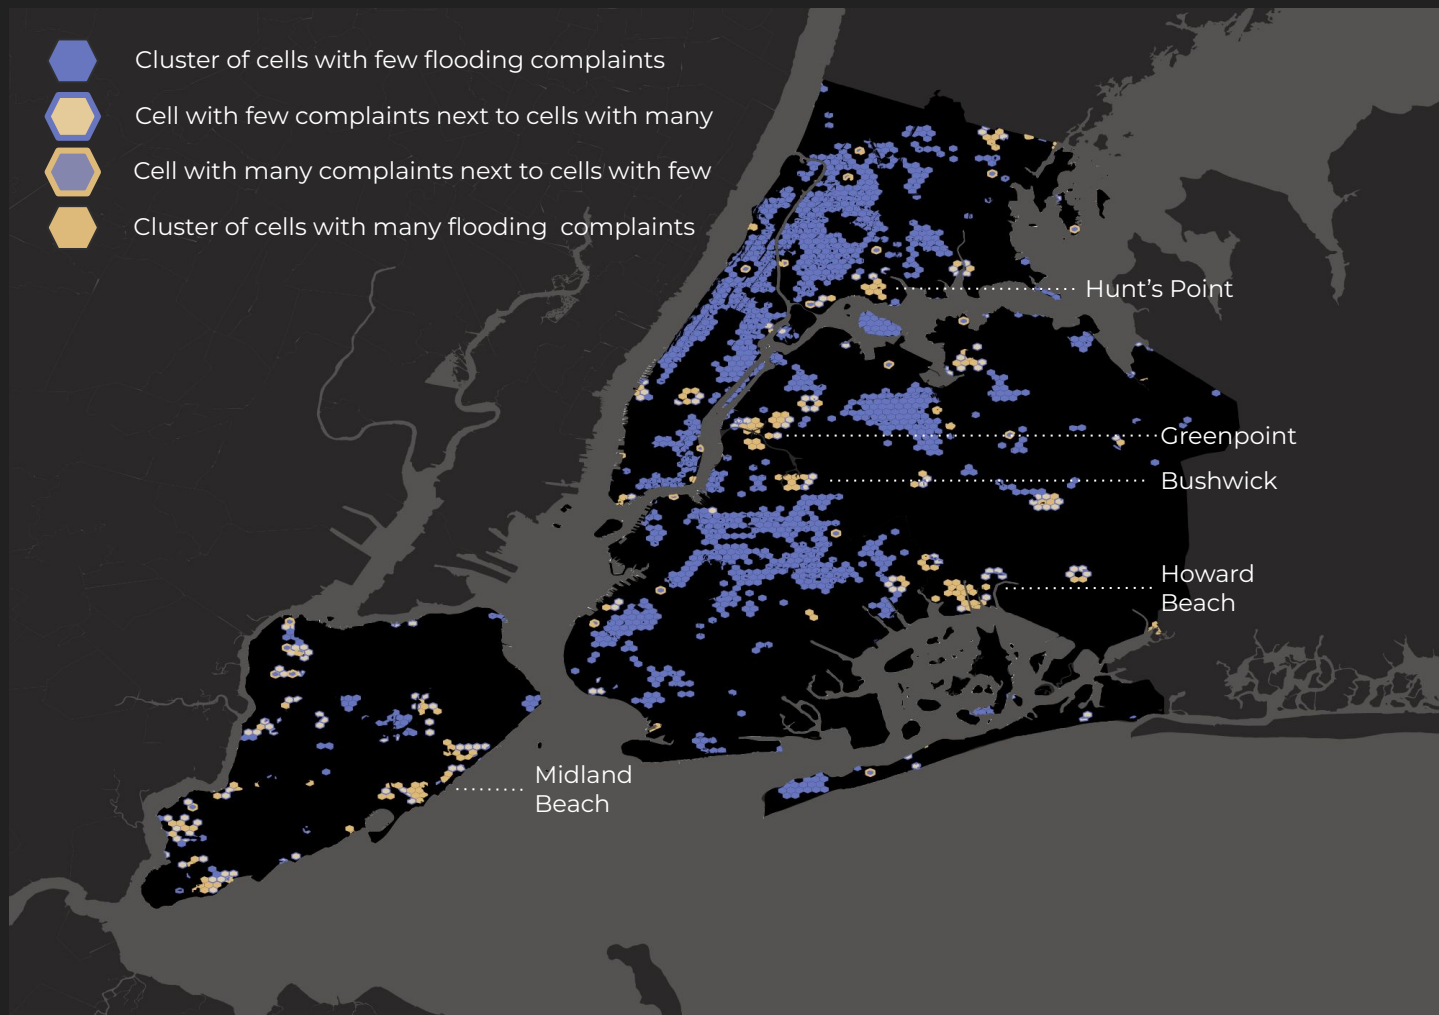 Cluster of cells with few flooding complaints
Cell with few complaints next to cells with many
Cell with many complaints next to cells with few
Cluster of cells with many flooding  complaints
Hunt's Point
Greenpoint
Bushwick
Howard
Beach
Midland
Beach